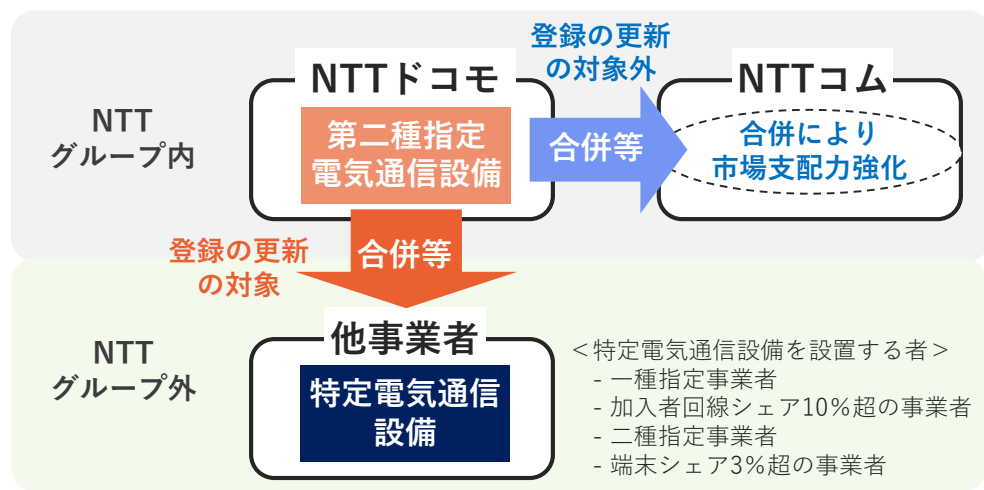 登録の更新
の対象外
NTT
グループ内
NTTドコモ
第二種指定
電気通信設備
合併等
NTTコム
合併により
市場支配力強化
登録の更新
の対象
合併等
NTT
グループ外
他事業者
特定電気通信
設備
＜特定電気通信設備を設置する者＞
- 一種指定事業者
- 加入者回線シェア10％超の事業者
- 二種指定事業者
- 端末シェア3％超の事業者